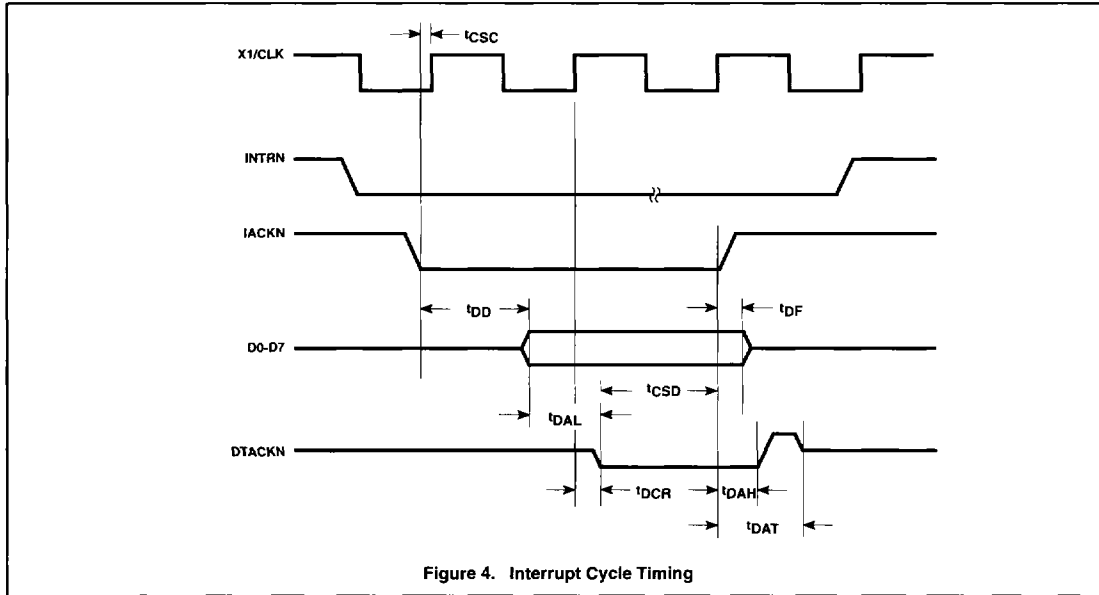 tCSC
X1/CLK
INTRN
IACKN
tDD
tDF
D0-D7
tCSD
tDAL
DTACKN
tDCR
tDAH
tDAT
Figure 4. Interrupt Cycle Timing